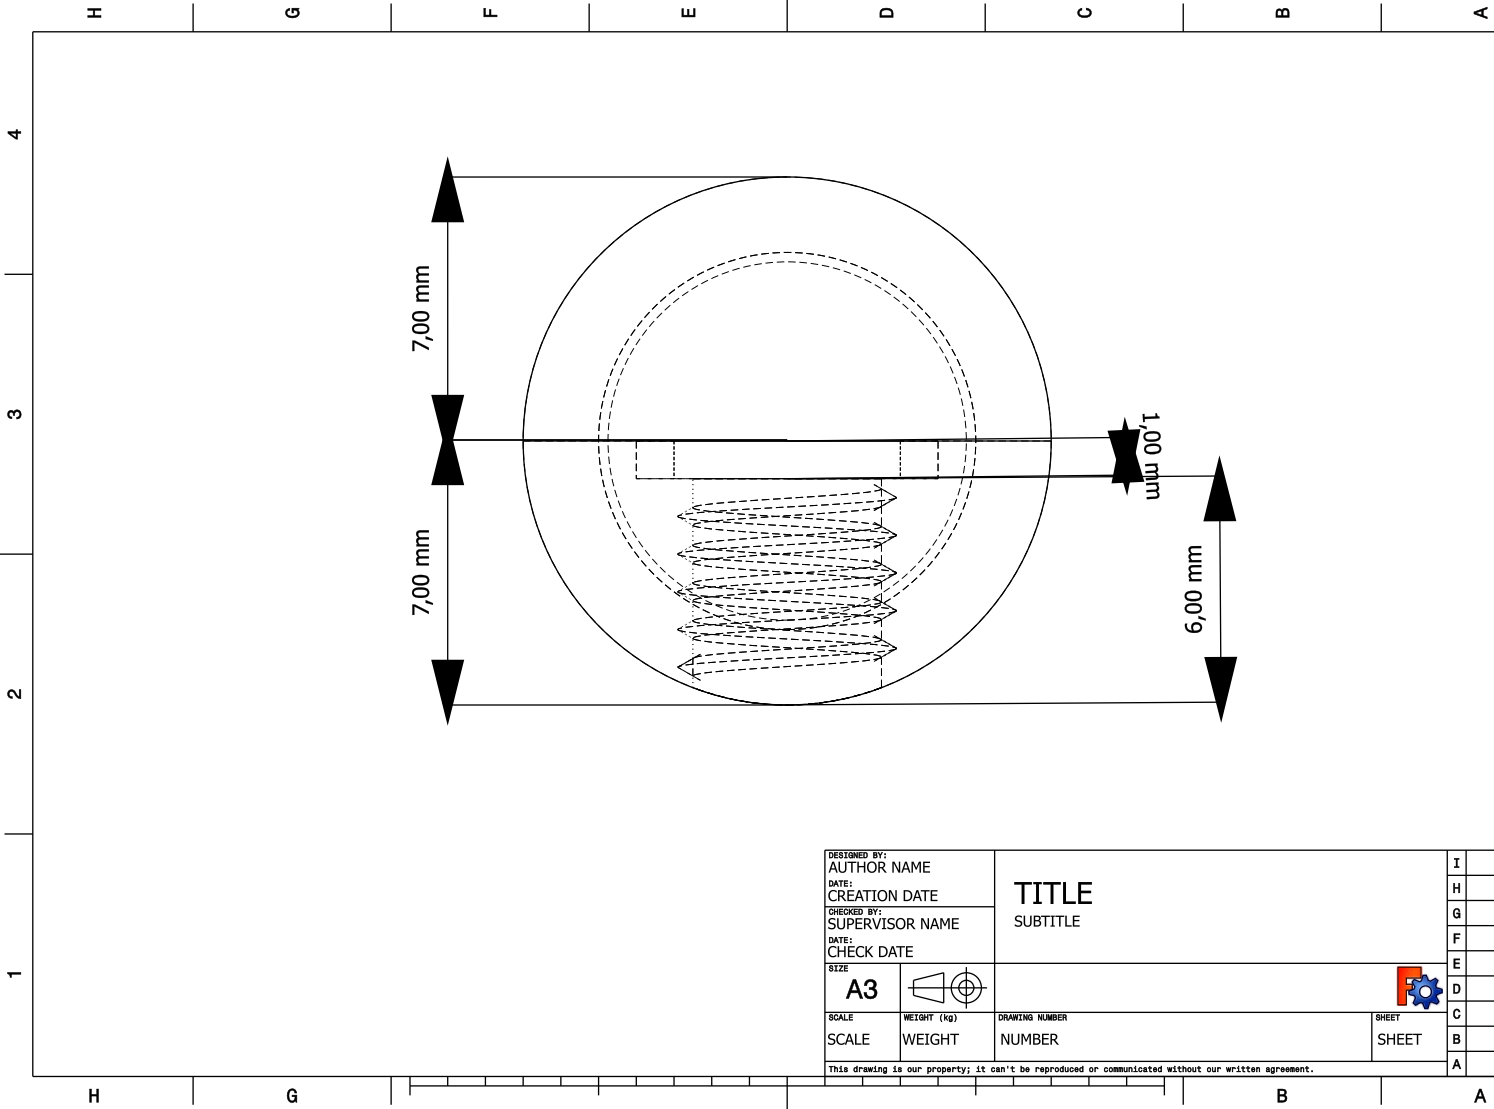 H G F E D C B A
4
3
2
1
7,00 mm
7,00 mm
1,00 mm
6,00 mm
DESIGNED BY:
AUTHOR NAME
DATE:
CREATION DATE
CHECKED BY:
SUPERVISOR NAME
DATE:
CHECK DATE
TITLE
SUBTITLE
SIZE
A3
SCALE
SCALE
WEIGHT (kg)
WEIGHT
DRAWING NUMBER
NUMBER
SHEET
SHEET
This drawing is our property; it can't be reproduced or communicated without our written agreement.
I
H
G
F
E
D
C
B
A
H G B A